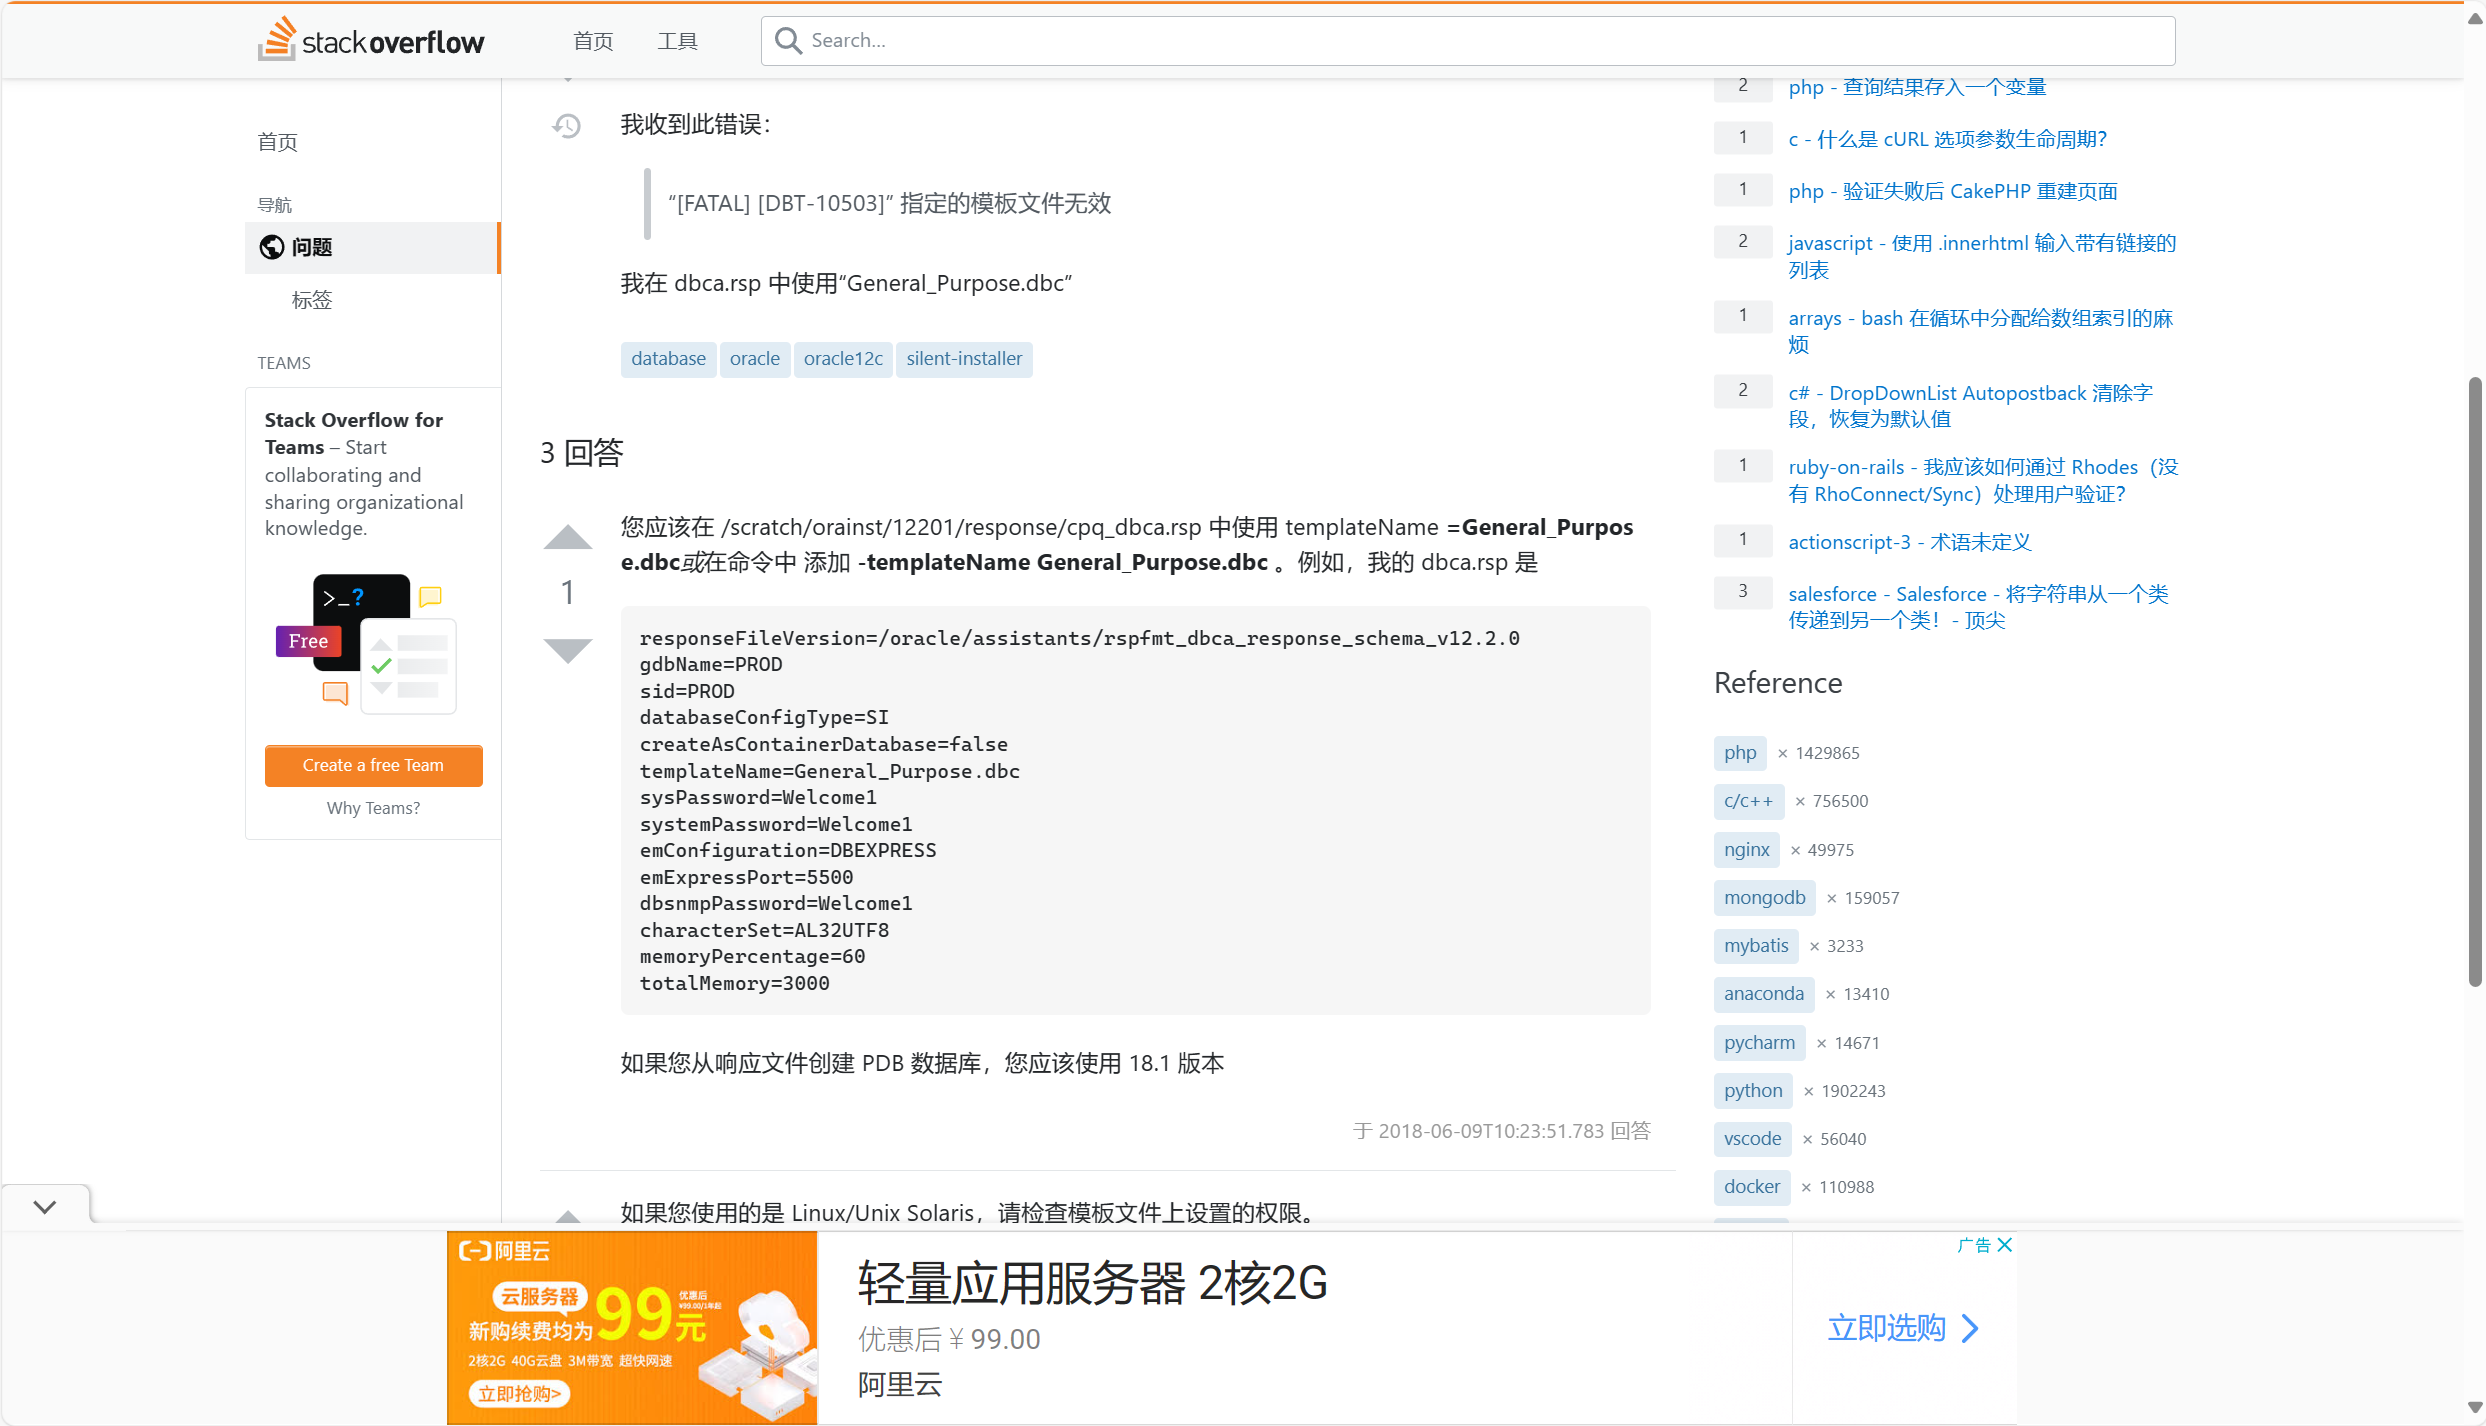 stackoverflow
首页
工具
Search...
首页
导航
问题
标签
TEAMS
Stack Overflow for
Teams – Start
collaborating and
sharing organizational
knowledge.
>_?
Free
Create a free Team
Why Teams?
我收到此错误：
“[FATAL] [DBT-10503]” 指定的模板文件无效
我在 dbca.rsp 中使用“General_Purpose.dbc”
database
oracle
oracle12c
silent-installer
3 回答
1
您应该在 /scratch/orainst/12201/response/cpq_dbca.rsp 中使用 templateName =General_Purpos
e.dbc或在命令中 添加 -templateName General_Purpose.dbc 。例如，我的 dbca.rsp 是
responseFileVersion=/oracle/assistants/rspfmt_dbca_response_schema_v12.2.0
gdbName=PROD
sid=PROD
databaseConfigType=SI
createAsContainerDatabase=false
templateName=General_Purpose.dbc
sysPassword=Welcome1
systemPassword=Welcome1
emConfiguration=DBEXPRESS
emExpressPort=5500
dbsnmpPassword=Welcome1
characterSet=AL32UTF8
memoryPercentage=60
totalMemory=3000
如果您从响应文件创建 PDB 数据库，您应该使用 18.1 版本
于 2018-06-09T10:23:51.783 回答
如果您使用的是 Linux/Unix Solaris，请检查模板文件上设置的权限。
2 php - 查询结果存入一个变量
1 c - 什么是 cURL 选项参数生命周期？
1 php - 验证失败后 CakePHP 重建页面
2 javascript - 使用 .innerhtml 输入带有链接的
列表
1 arrays - bash 在循环中分配给数组索引的麻
烦
2 c# - DropDownList Autopostback 清除字
段，恢复为默认值
1 ruby-on-rails - 我应该如何通过 Rhodes（没
有 RhoConnect/Sync）处理用户验证？
1 actionscript-3 - 术语未定义
3 salesforce - Salesforce - 将字符串从一个类
传递到另一个类！- 顶尖
Reference
php × 1429865
c/c++ × 756500
nginx × 49975
mongodb × 159057
mybatis × 3233
anaconda × 13410
pycharm × 14671
python × 1902243
vscode × 56040
docker × 110988
阿里云
云服务器
新购续费均为99元
优惠后
¥99.00/1年起
2核2G 40G云盘 3M带宽 超快网速
立即抢购>
轻量应用服务器 2核2G
优惠后 ¥ 99.00
阿里云
广告
立即选购